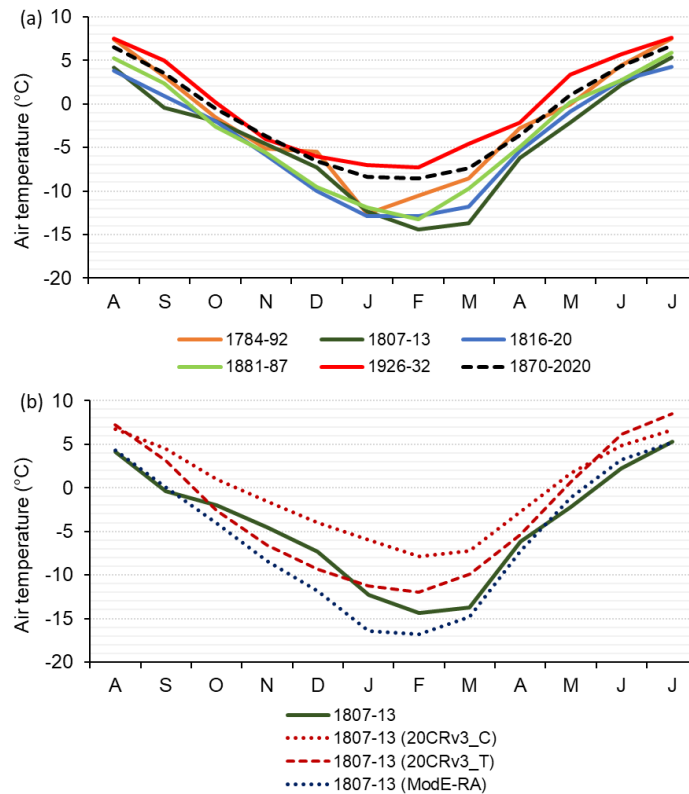 (a)
Air temperature (°C)
10
5
0
-5
-10
-15
-20
A S O N D J F M A M J J
1784-92 1807-13 1816-20
1881-87 1926-32 1870-2020
(b)
Air temperature (°C)
10
5
0
-5
-10
-15
-20
A S O N D J F M A M J J
1807-13
1807-13 (20CRv3_C)
1807-13 (20CRv3_T)
1807-13 (ModE-RA)